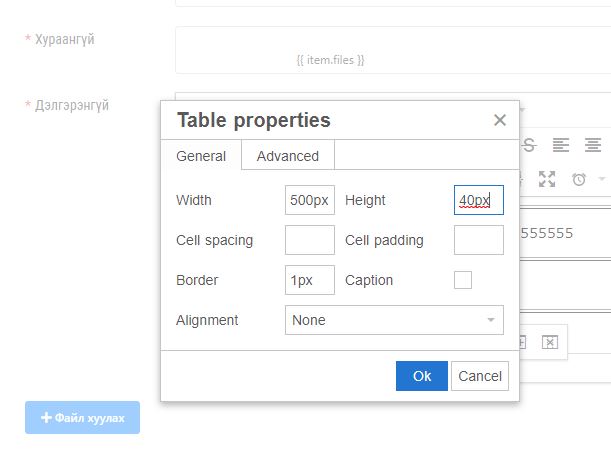 * Хураангүй
{{ item.files }}
* Дэлгэрэнгүй
Table properties
General
Advanced
Width 500px Height 40px
Cell spacing Cell padding
Border 1px Caption
Alignment None
Ok Cancel
555555
Файл хуулах